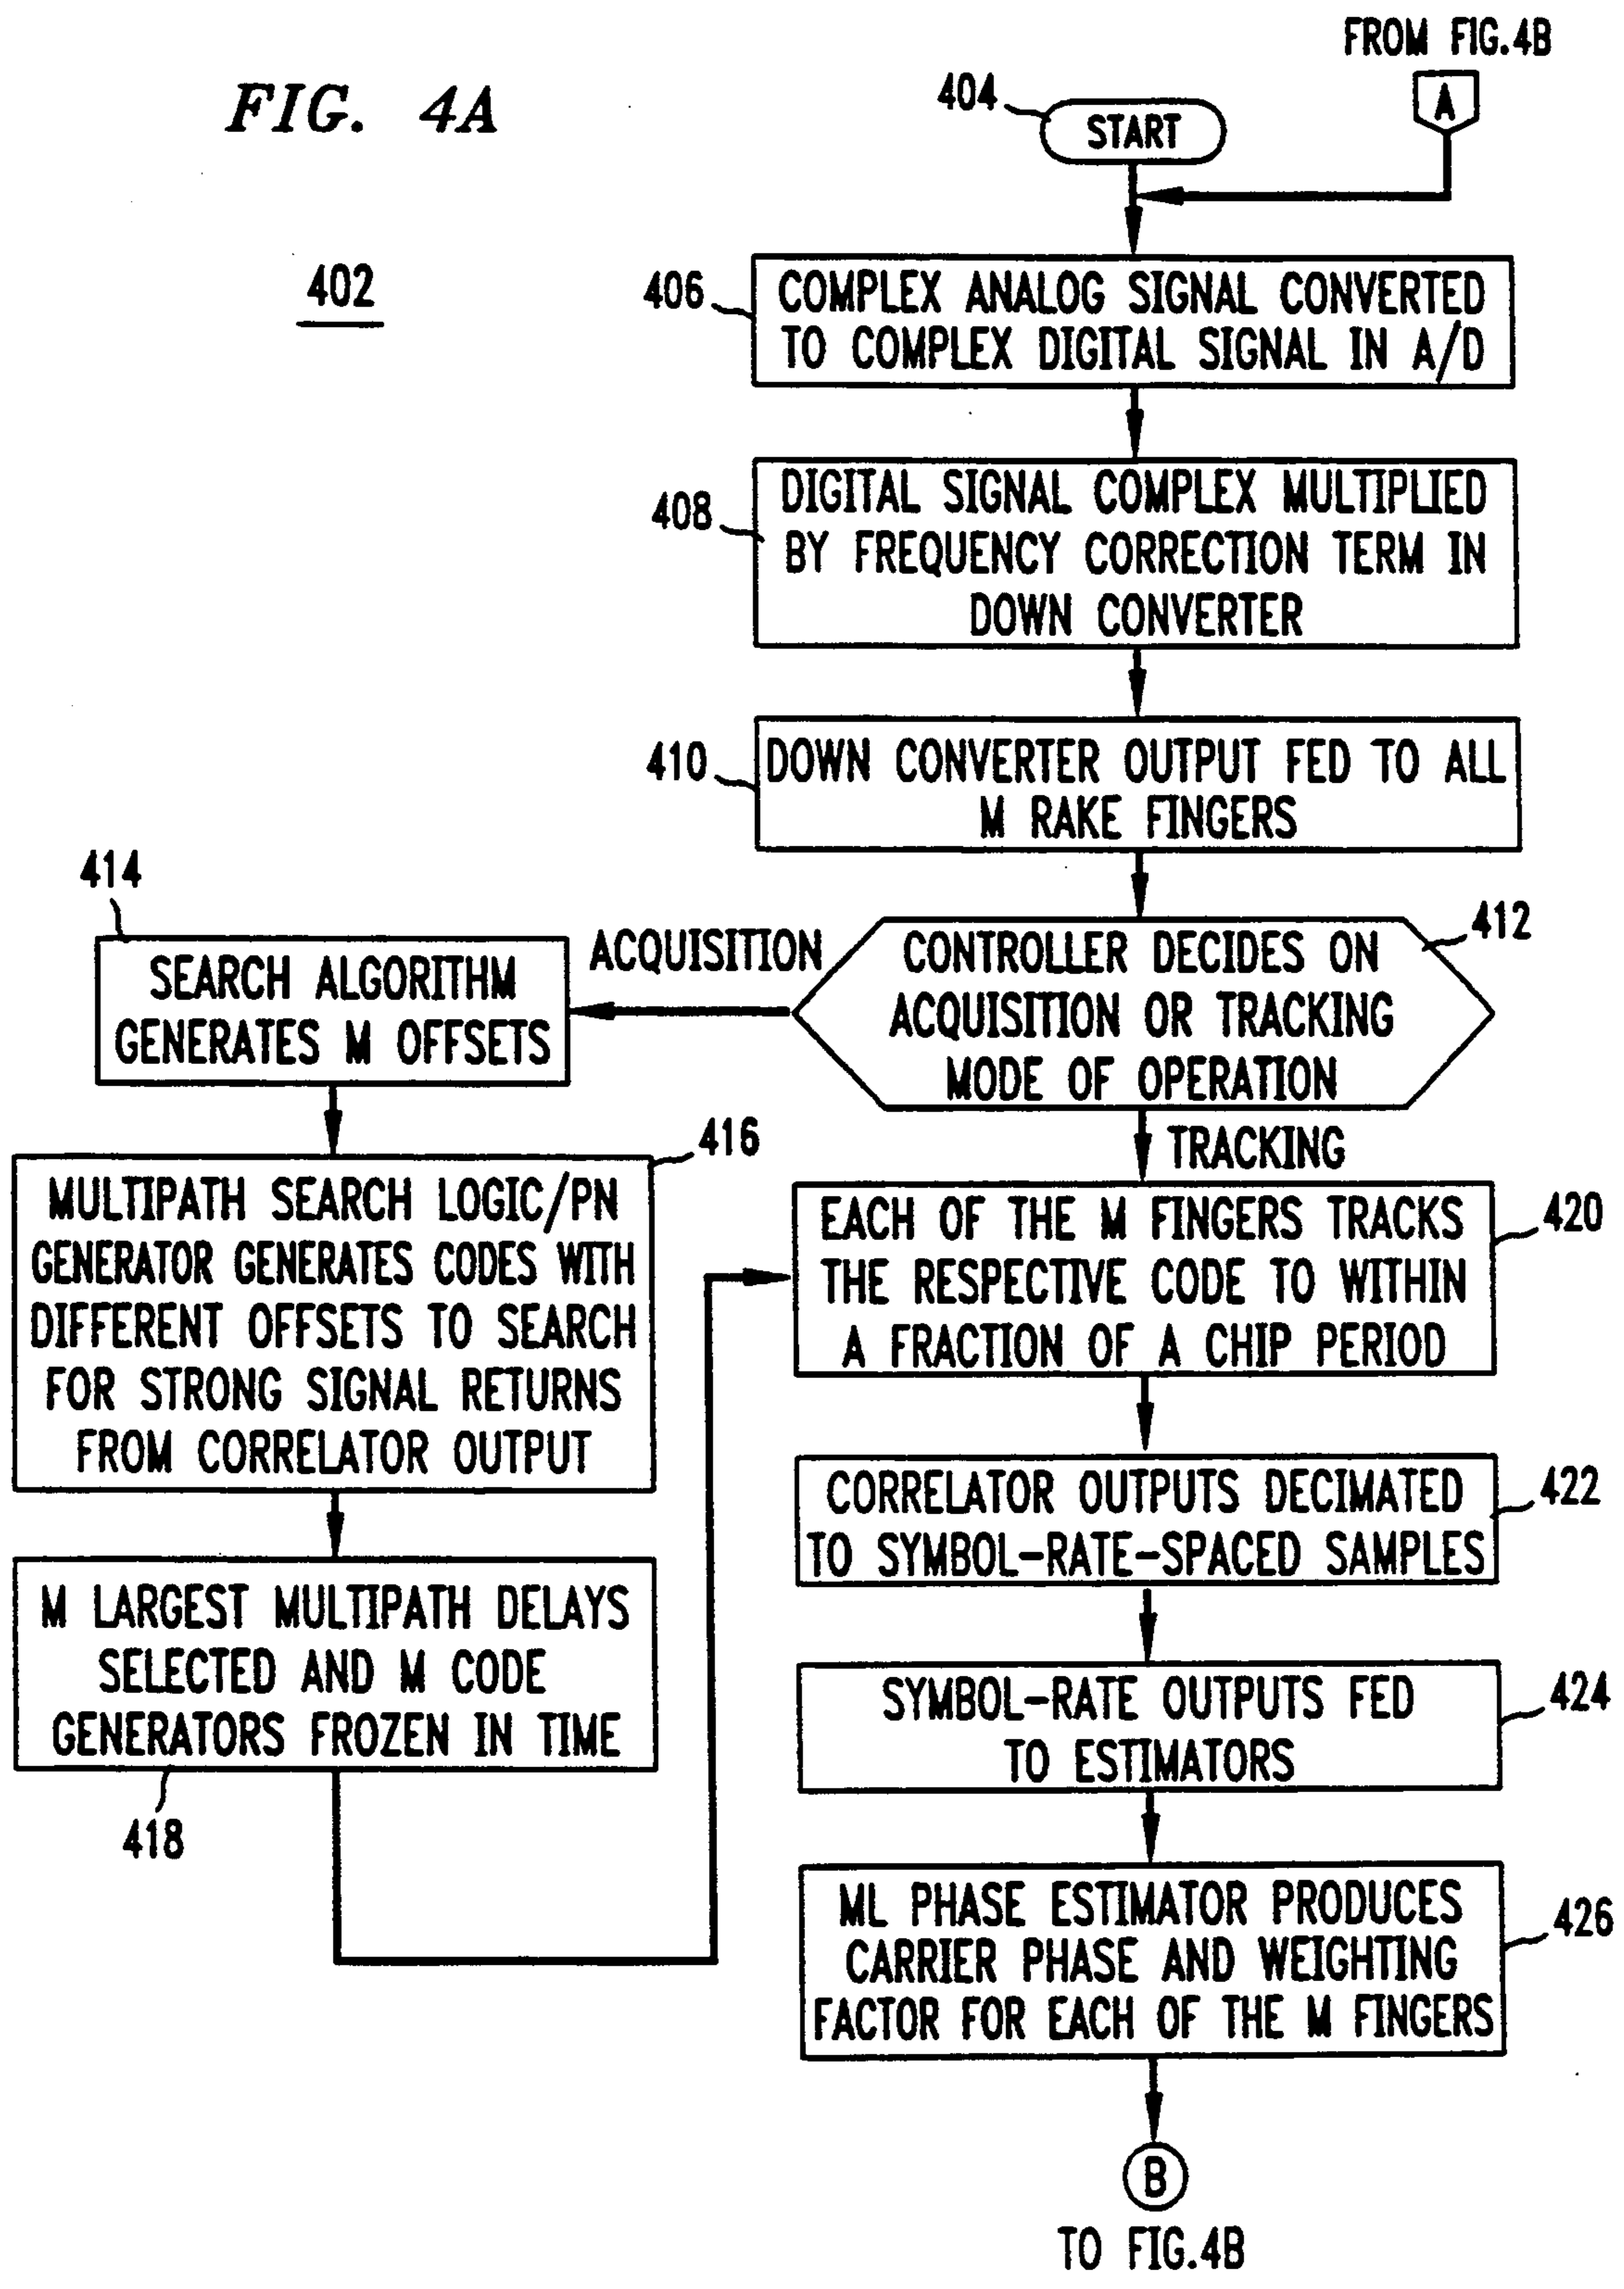 FROM FIG.4B
A
FIG. 4A
404
START
402
406
COMPLEX ANALOG SIGNAL CONVERTED
TO COMPLEX DIGITAL SIGNAL IN A/D
408
DIGITAL SIGNAL COMPLEX MULTIPLIED
BY FREQUENCY CORRECTION TERM IN
DOWN CONVERTER
410
DOWN CONVERTER OUTPUT FED TO ALL
M RAKE FINGERS
412
CONTROLLER DECIDES ON
ACQUISITION OR TRACKING
MODE OF OPERATION
ACQUISITION
414
SEARCH ALGORITHM
GENERATES M OFFSETS
416
MULTIPATH SEARCH LOGIC/PN
GENERATOR GENERATES CODES WITH
DIFFERENT OFFSETS TO SEARCH
FOR STRONG SIGNAL RETURNS
FROM CORRELATOR OUTPUT
M LARGEST MULTIPATH DELAYS
SELECTED AND M CODE
GENERATORS FROZEN IN TIME
418
TRACKING
EACH OF THE M FINGERS TRACKS
THE RESPECTIVE CODE TO WITHIN
A FRACTION OF A CHIP PERIOD
420
CORRELATOR OUTPUTS DECIMATED
TO SYMBOL-RATE-SPACED SAMPLES
422
SYMBOL-RATE OUTPUTS FED
TO ESTIMATORS
424
ML PHASE ESTIMATOR PRODUCES
CARRIER PHASE AND WEIGHTING
FACTOR FOR EACH OF THE M FINGERS
426
B
TO FIG.4B